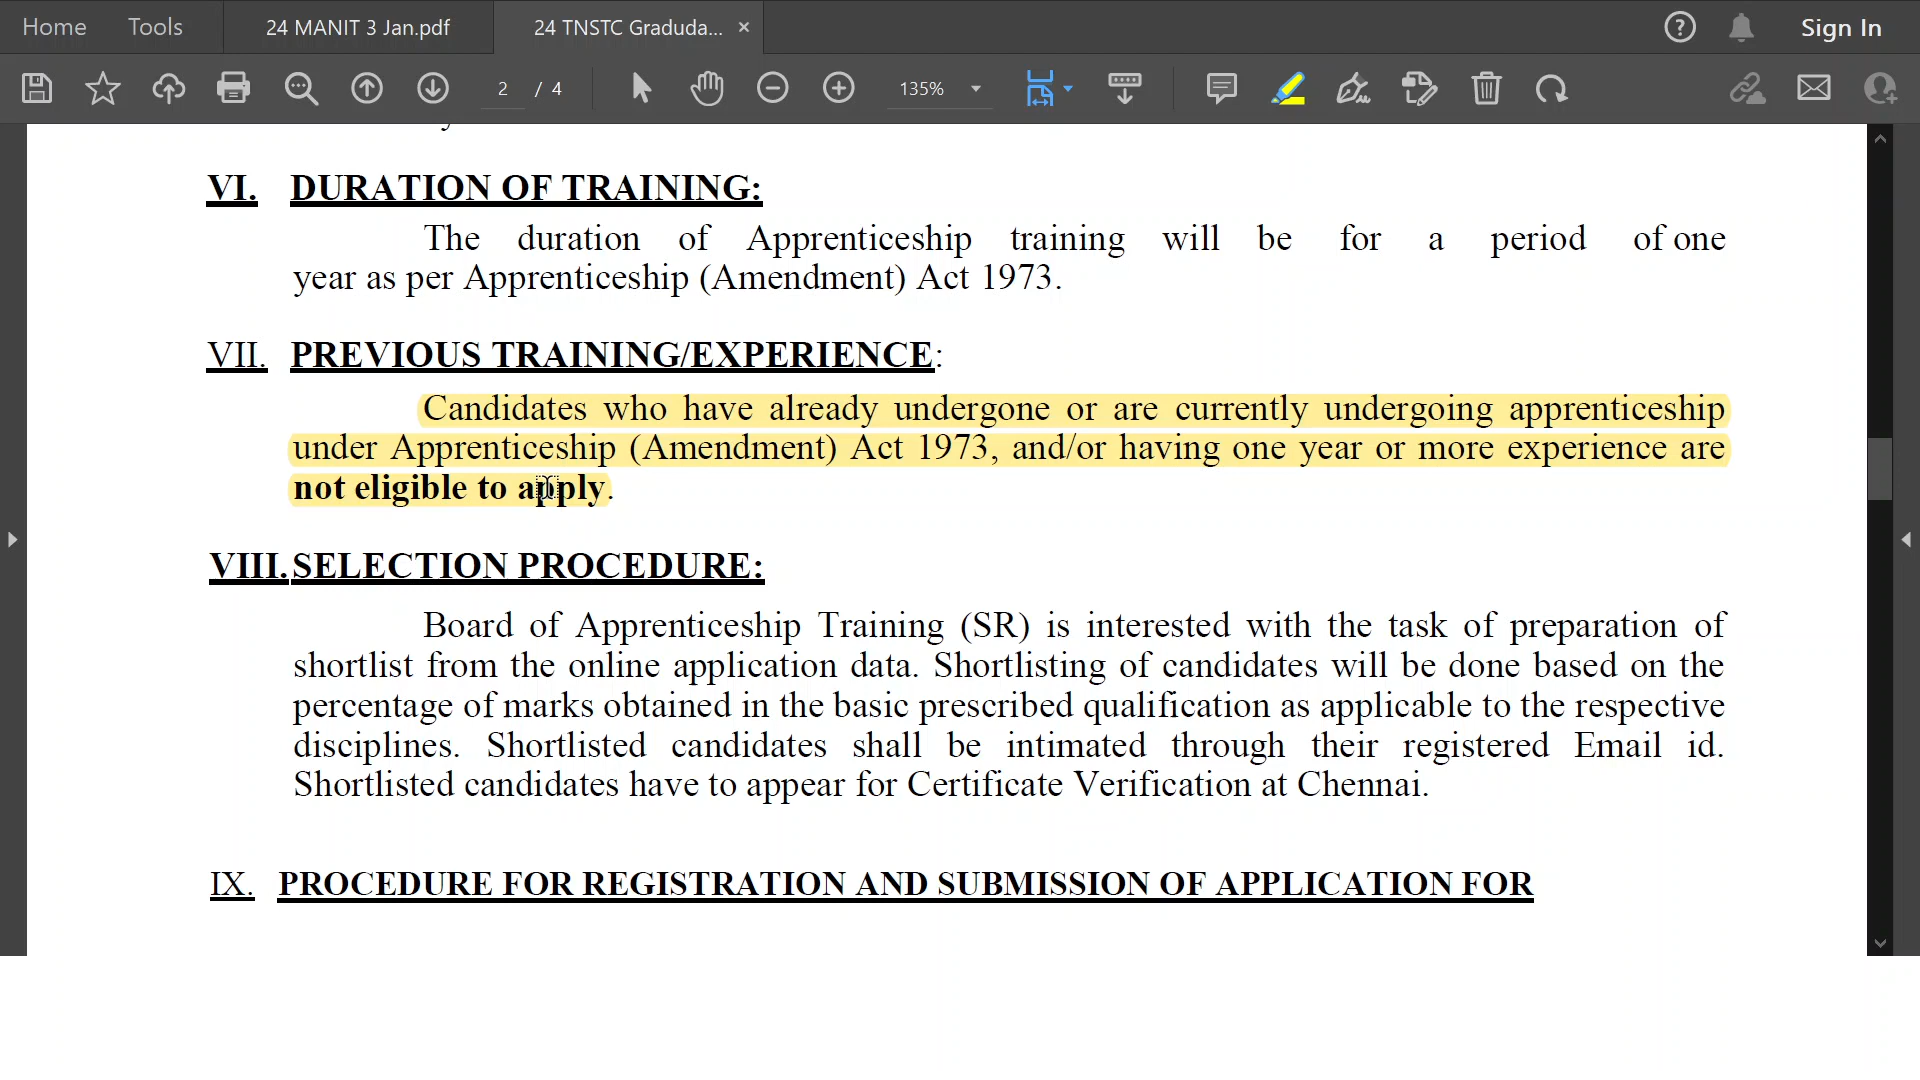 Home Tools 24 MANIT 3 Jan.pdf 24 TNSTC Graduda... × Sign In
2 / 4 135%
VI. DURATION OF TRAINING:
The duration of Apprenticeship training will be for a period of one
year as per Apprenticeship (Amendment) Act 1973.
VII. PREVIOUS TRAINING/EXPERIENCE:
Candidates who have already undergone or are currently undergoing apprenticeship
under Apprenticeship (Amendment) Act 1973, and/or having one year or more experience are
not eligible to apply.
VIII. SELECTION PROCEDURE:
Board of Apprenticeship Training (SR) is interested with the task of preparation of
shortlist from the online application data. Shortlisting of candidates will be done based on the
percentage of marks obtained in the basic prescribed qualification as applicable to the respective
disciplines. Shortlisted candidates shall be intimated through their registered Email id.
Shortlisted candidates have to appear for Certificate Verification at Chennai.
IX. PROCEDURE FOR REGISTRATION AND SUBMISSION OF APPLICATION FOR